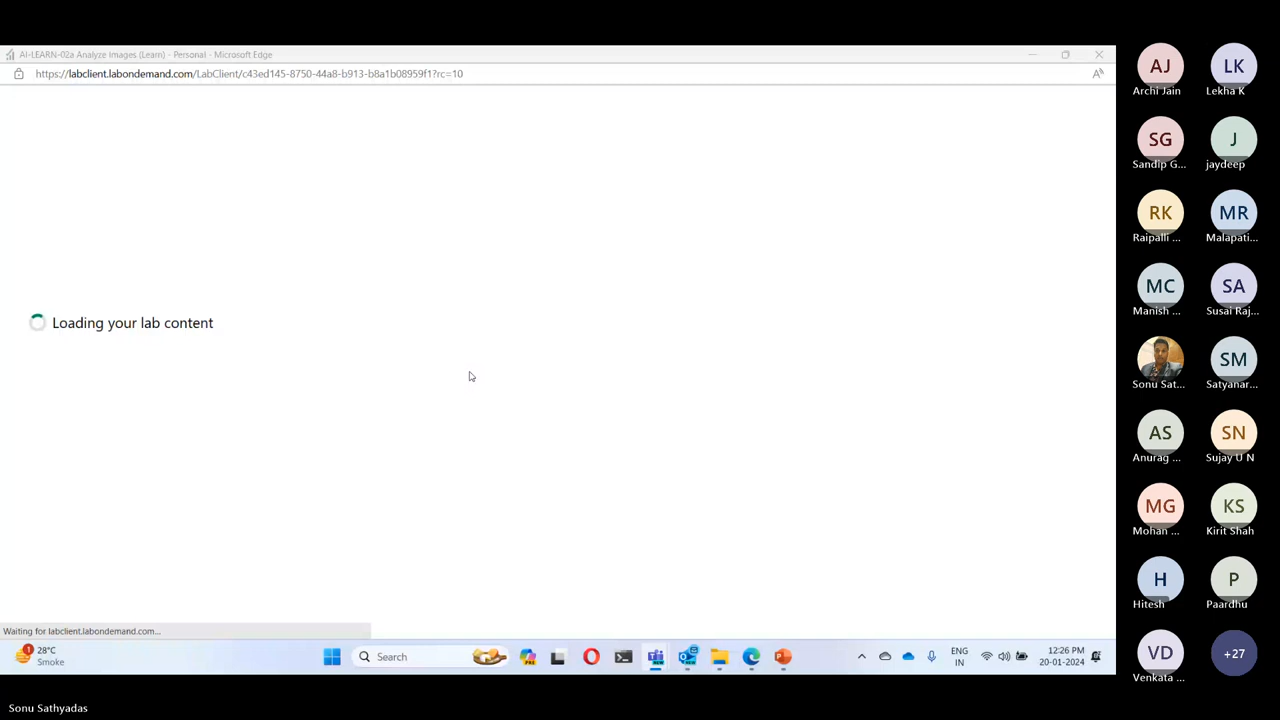 AI-LEARN-02a Analyze Images (Learn) - Personal - Microsoft Edge
https://labclient.labondemand.com/LabClient/c43ed145-8750-44a8-b913-b8a1b08959f1?rc=10
Loading your lab content
Waiting for labclient.labondemand.com...
1
28°C
Smoke
Search
PRE
NEW
NEW
ENG
IN
12:26 PM
20-01-2024
AJ
Archi Jain
LK
Lekha K
SG
Sandip G...
J
jaydeep
RK
Raipalli ...
MR
Malapati...
MC
Manish ...
SA
Susai Raj...
Sonu Sat...
SM
Satyanar...
AS
Anurag ...
SN
Sujay U N
MG
Mohan ...
KS
Kirit Shah
H
Hitesh
P
Paardhu
VD
Venkata ...
+27
Sonu Sathyadas